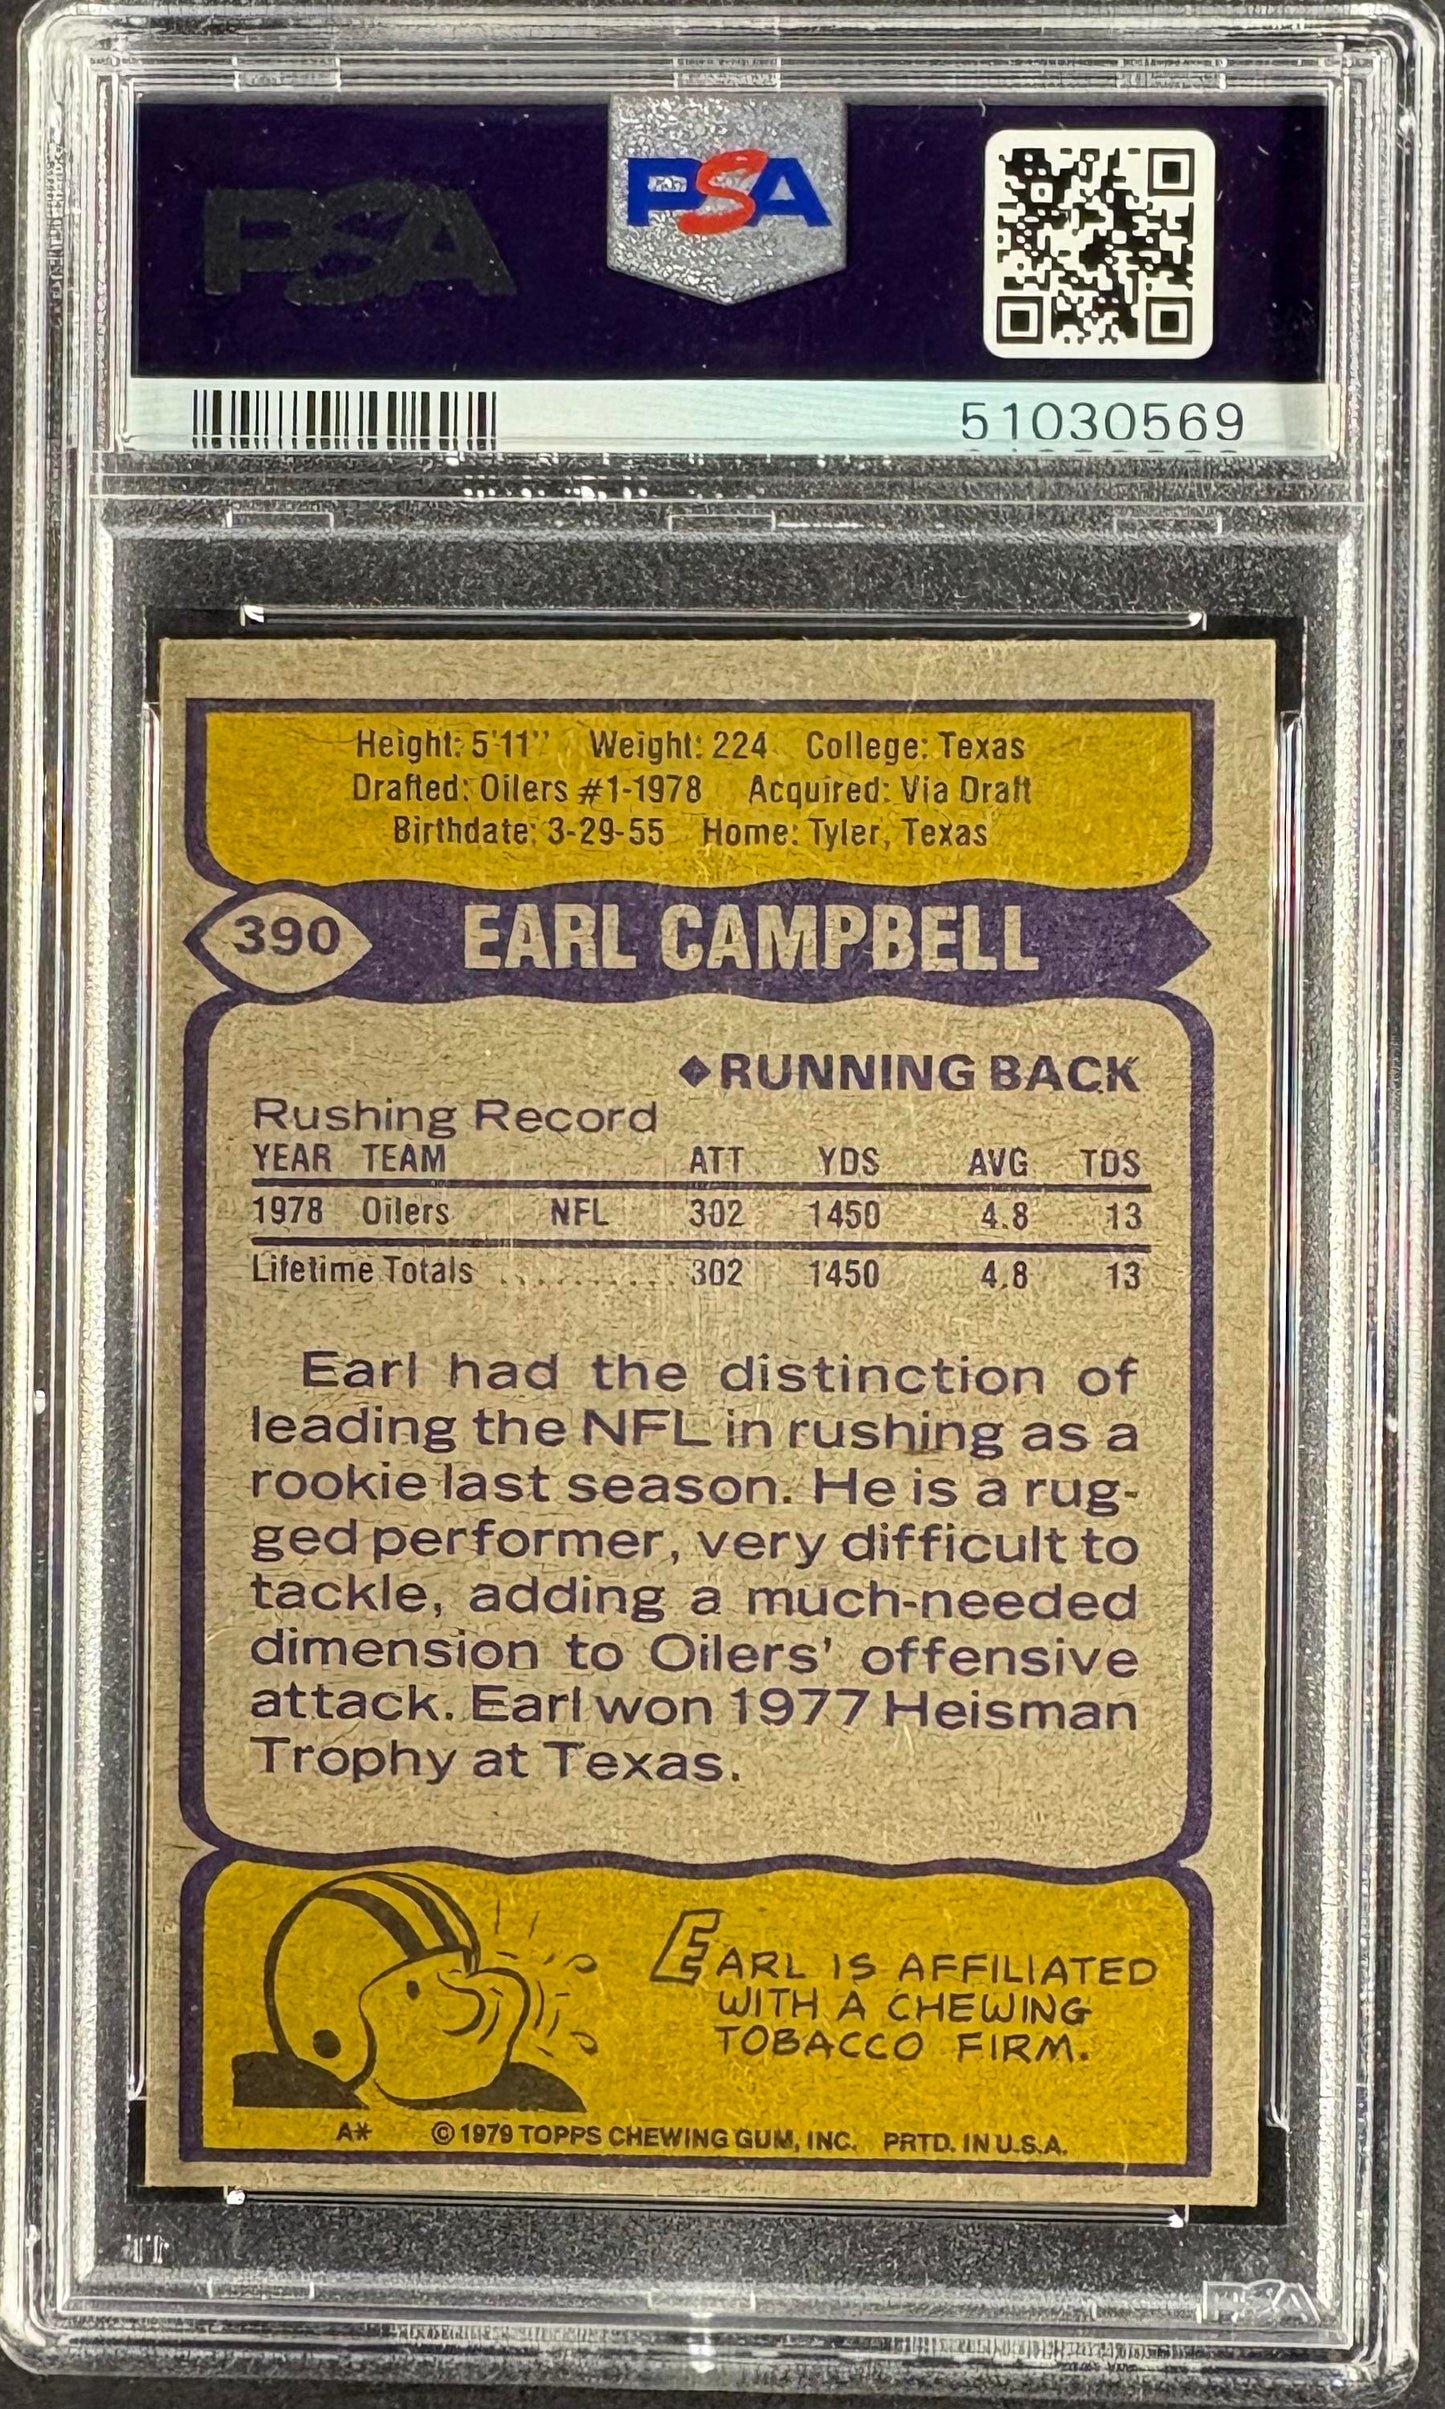 PSA PSA
51030569
Height: 5'11'' Weight: 224 College: Texas
Drafted: Oilers #1-1978 Acquired: Via Draft
Birthdate: 3-29-55 Home: Tyler, Texas
390 EARL CAMPBELL
◆RUNNING BACK
Rushing Record
YEAR TEAM ATT YDS AVG TDS
1978 Oilers NFL 302 1450 4.8 13
Lifetime Totals .......... 302 1450 4.8 13
Earl had the distinction of
leading the NFL in rushing as a
rookie last season. He is a rug-
ged performer, very difficult to
tackle, adding a much-needed
dimension to Oilers' offensive
attack. Earl won 1977 Heisman
Trophy at Texas.
EARL IS AFFILIATED
WITH A CHEWING
TOBACCO FIRM.
A* © 1979 TOPPS CHEWING GUM, INC. PRTD. IN U.S.A.
PSA